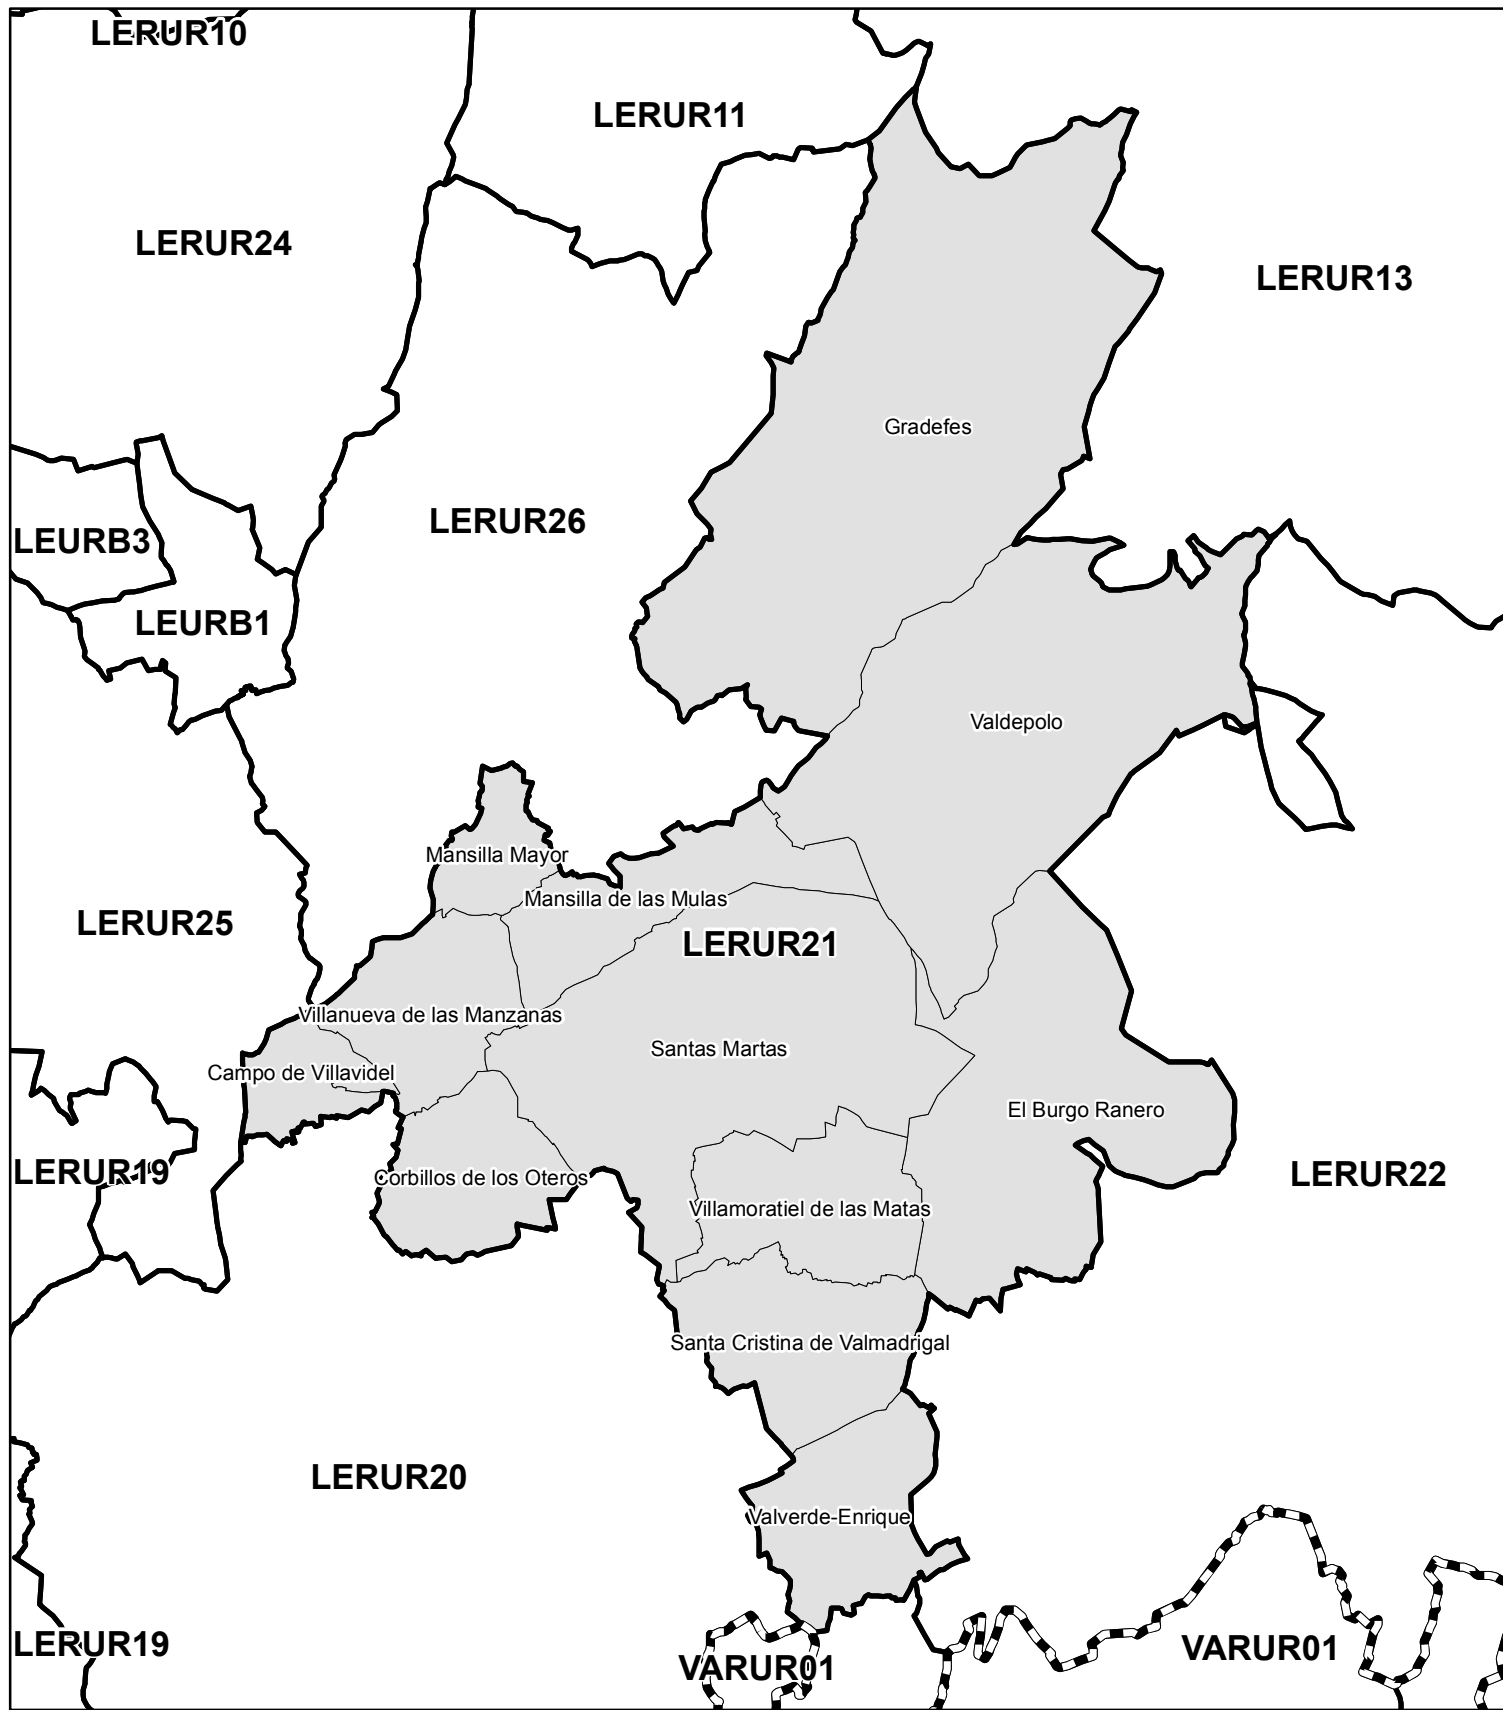 LERUR10
LERUR11
LERUR24
LERUR13
Gradefes
LERUR26
LEURB3
LEURB1
Valdepolo
Mansilla Mayor
Mansilla de las Mulas
LERUR25
LERUR21
Villanueva de las Manzanas
Santas Martas
Campo de Villavidel
El Burgo Ranero
LERUR19
Corbillos de los Oteros
LERUR22
Villamoratiel de las Matas
Santa Cristina de Valmadrigal
LERUR20
Valverde-Enrique
LERUR19
VARUR01
VARUR01